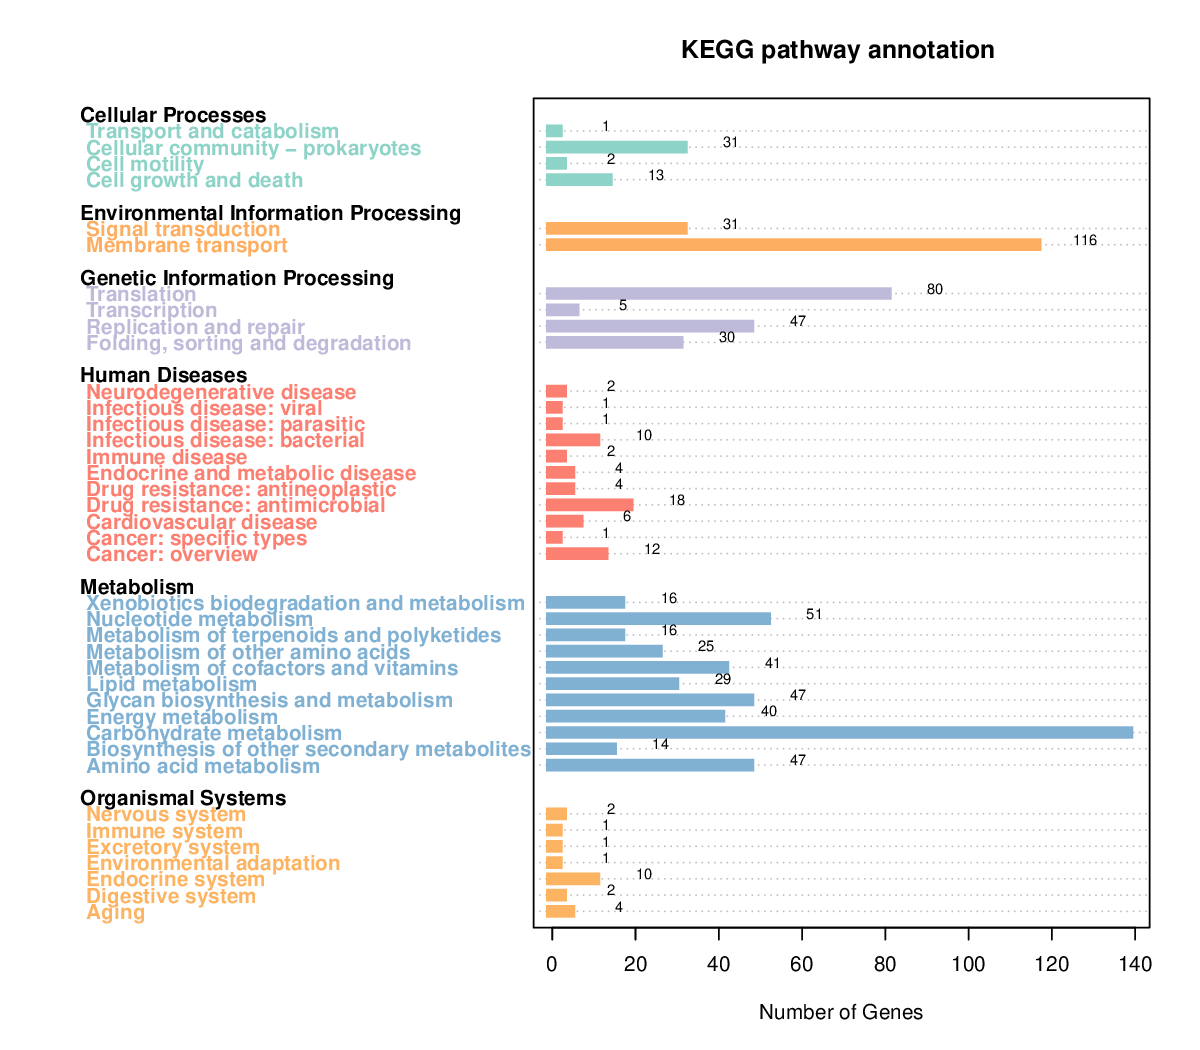 KEGG pathway annotation
Cellular Processes
Transport and catabolism 1
Cellular community – prokaryotes 31
Cell motility 2
Cell growth and death 13
Environmental Information Processing
Signal transduction 31
Membrane transport 116
Genetic Information Processing
Translation 80
Transcription 5
Replication and repair 47
Folding, sorting and degradation 30
Human Diseases
Neurodegenerative disease 2
Infectious disease: viral 1
Infectious disease: parasitic 1
Infectious disease: bacterial 10
Immune disease 2
Endocrine and metabolic disease 4
Drug resistance: antineoplastic 4
Drug resistance: antimicrobial 18
Cardiovascular disease 6
Cancer: specific types 1
Cancer: overview 12
Metabolism
Xenobiotics biodegradation and metabolism 16
Nucleotide metabolism 51
Metabolism of terpenoids and polyketides 16
Metabolism of other amino acids 25
Metabolism of cofactors and vitamins 41
Lipid metabolism 29
Glycan biosynthesis and metabolism 47
Energy metabolism 40
Carbohydrate metabolism
Biosynthesis of other secondary metabolites 14
Amino acid metabolism 47
Organismal Systems
Nervous system 2
Immune system 1
Excretory system 1
Environmental adaptation 1
Endocrine system 10
Digestive system 2
Aging 4
0 20 40 60 80 100 120 140
Number of Genes